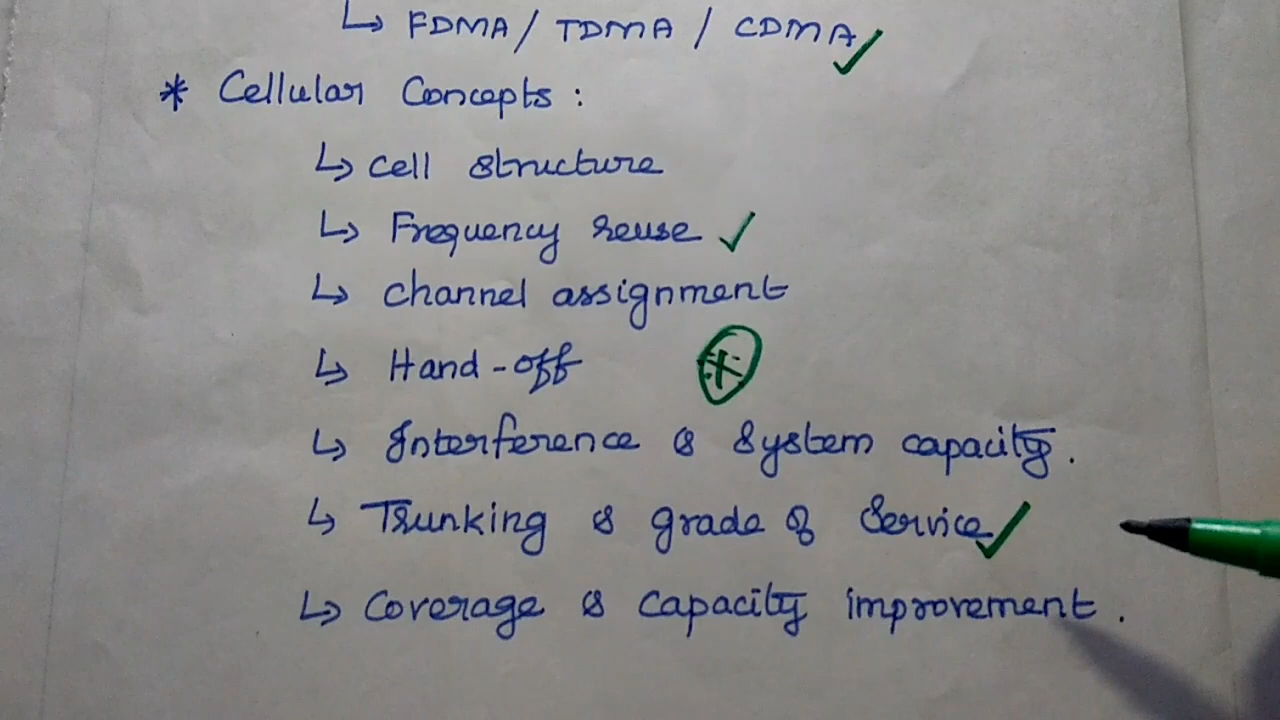 ↳ FDMA / TDMA / CDMA ✓
* Cellular Concepts :
↳ cell structure
↳ Frequency reuse ✓
↳ channel assignment
↳ Hand-off *
↳ Interference & System capacity.
↳ Trunking & grade of Service ✓
↳ Coverage & capacity improvement.